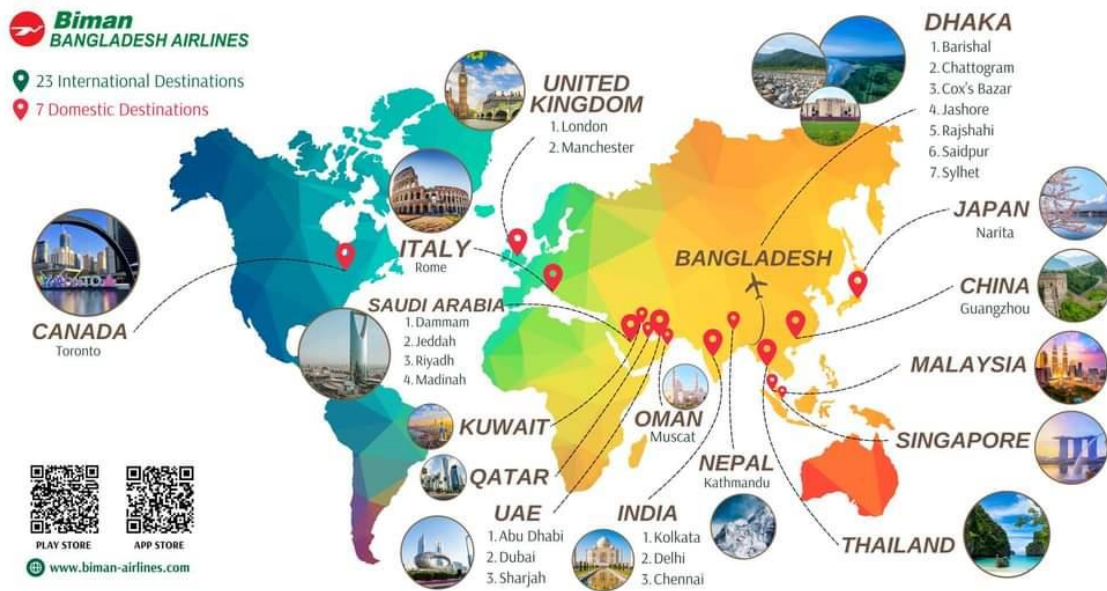 Biman
BANGLADESH AIRLINES
23 International Destinations
7 Domestic Destinations
UNITED
KINGDOM
1. London
2. Manchester
DHAKA
1. Barishal
2. Chattogram
3. Cox's Bazar
4. Jashore
5. Rajshahi
6. Saidpur
7. Sylhet
JAPAN
Narita
ITALY
Rome
BANGLADESH
CHINA
Guangzhou
CANADA
Toronto
SAUDI ARABIA
1. Dammam
2. Jeddah
3. Riyadh
4. Madinah
MALAYSIA
KUWAIT
OMAN
Muscat
SINGAPORE
QATAR
NEPAL
Kathmandu
UAE
1. Abu Dhabi
2. Dubai
3. Sharjah
INDIA
1. Kolkata
2. Delhi
3. Chennai
THAILAND
PLAY STORE
APP STORE
www.biman-airlines.com